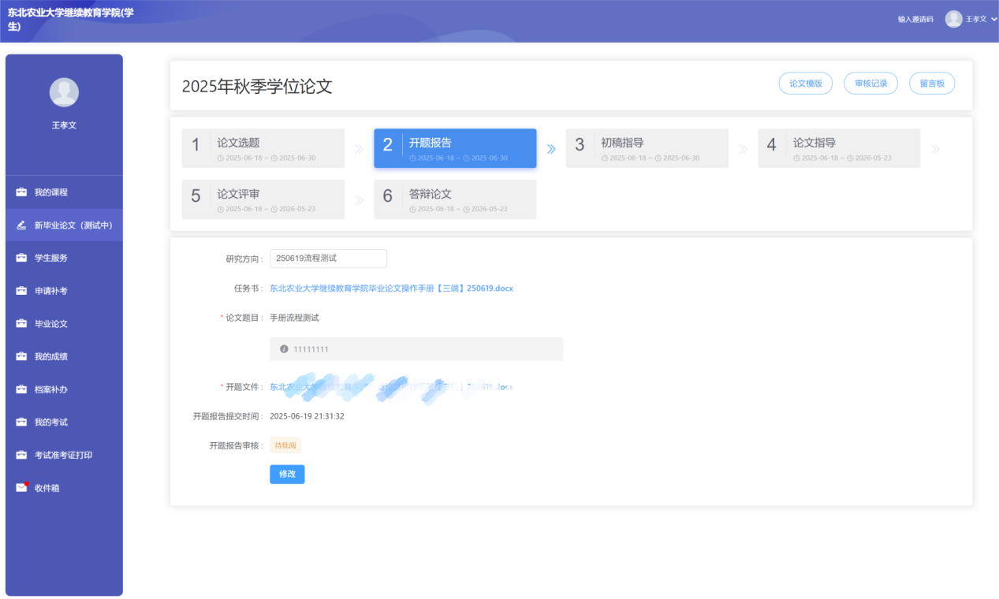 东北农业大学继续教育学院(学
生)
输入邀请码
王孝文
王孝文
我的课程
新毕业论文（测试中）
学生服务
申请补考
毕业论文
我的成绩
档案补办
我的考试
考试准考证打印
收件箱
2025年秋季学位论文
论文模版
审核记录
留言板
1 论文选题
2025-06-18 ~ 2025-06-30
2 开题报告
2025-06-18 ~ 2025-06-30
3 初稿指导
2025-06-18 ~ 2025-06-30
4 论文指导
2025-06-18 ~ 2026-05-23
5 论文评审
2025-06-18 ~ 2026-05-23
6 答辩论文
2025-06-18 ~ 2026-05-23
研究方向： 250619流程测试
任务书： 东北农业大学继续教育学院毕业论文操作手册【三端】250619.docx
* 论文题目： 手册流程测试
11111111
* 开题文件： 东北农业大学
开题报告提交时间： 2025-06-19 21:31:32
开题报告审核： 待批阅
修改